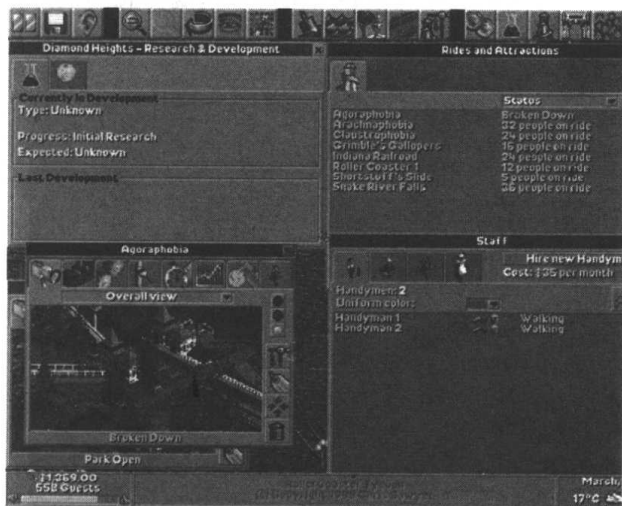 Diamond Heights - Research & Development
Currently in Development
Type: Unknown
Progress: Initial Research
Expected: Unknown
Last Development
Rides and Attractions
Status
Agoraphobia Broken Down
Arachnaphobia 32 people on ride
Claustrophobia 24 people on ride
Grimble's Gallopers 16 people on ride
Indiana Railroad 24 people on ride
Roller Coaster 1 12 people on ride
Shortstuff's Slide 5 people on ride
Snake River Falls 36 people on ride
Agoraphobia
Overall view
Broken Down
Park Open
Staff
Hire new Handym
Cost: $35 per month
Handymen: 2
Uniform color:
Handyman 1 Walking
Handyman 2 Walking
558 Guests
March,
17°C